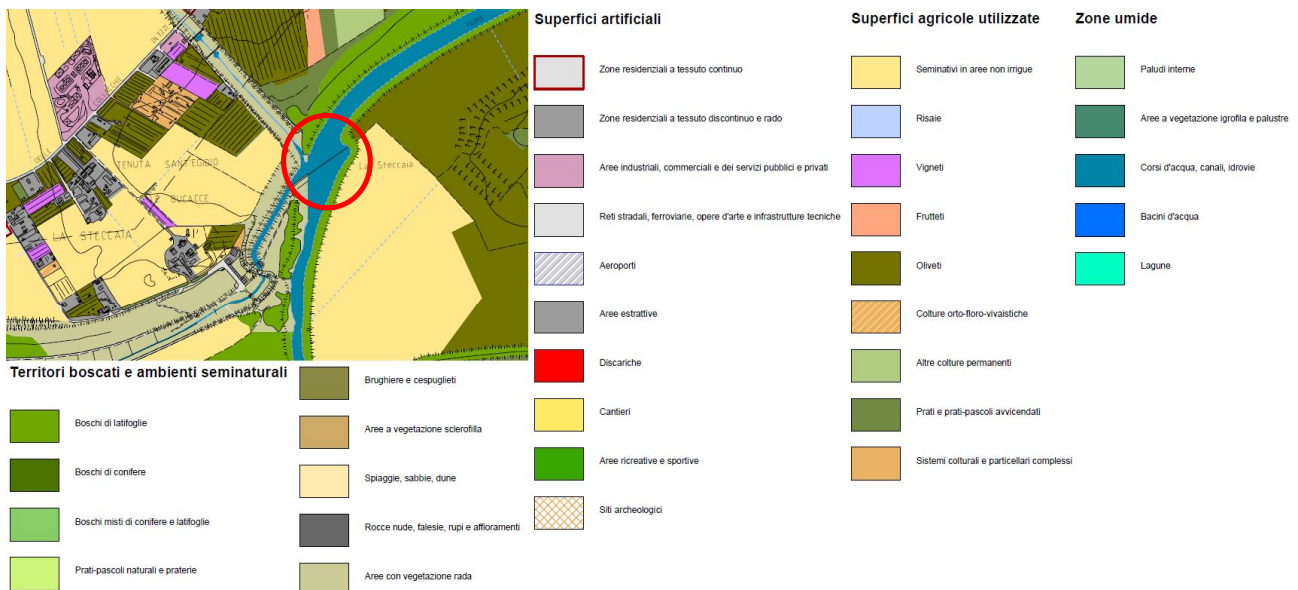 TENUTA SANT'EGIDIO
BUCACCE
LA STECCAIA
La Steccaia
Superfici artificiali
Zone residenziali a tessuto continuo
Zone residenziali a tessuto discontinuo e rado
Aree industriali, commerciali e dei servizi pubblici e privati
Reti stradali, ferroviarie, opere d'arte e infrastrutture tecniche
Aeroporti
Aree estrattive
Discariche
Cantieri
Aree ricreative e sportive
Siti archeologici
Superfici agricole utilizzate
Seminativi in aree non irrigue
Risaie
Vigneti
Frutteti
Oliveti
Colture orto-floro-vivaistiche
Altre colture permanenti
Prati e prati-pascoli avvicendati
Sistemi colturali e particellari complessi
Zone umide
Paludi interne
Aree a vegetazione igrofila e palustre
Corsi d'acqua, canali, idrovie
Bacini d'acqua
Lagune
Territori boscati e ambienti seminaturali
Boschi di latifoglie
Boschi di conifere
Boschi misti di conifere e latifoglie
Prati-pascoli naturali e praterie
Brughiere e cespuglieti
Aree a vegetazione sclerofilla
Spiaggie, sabbie, dune
Rocce nude, falesie, rupi e affioramenti
Aree con vegetazione rada